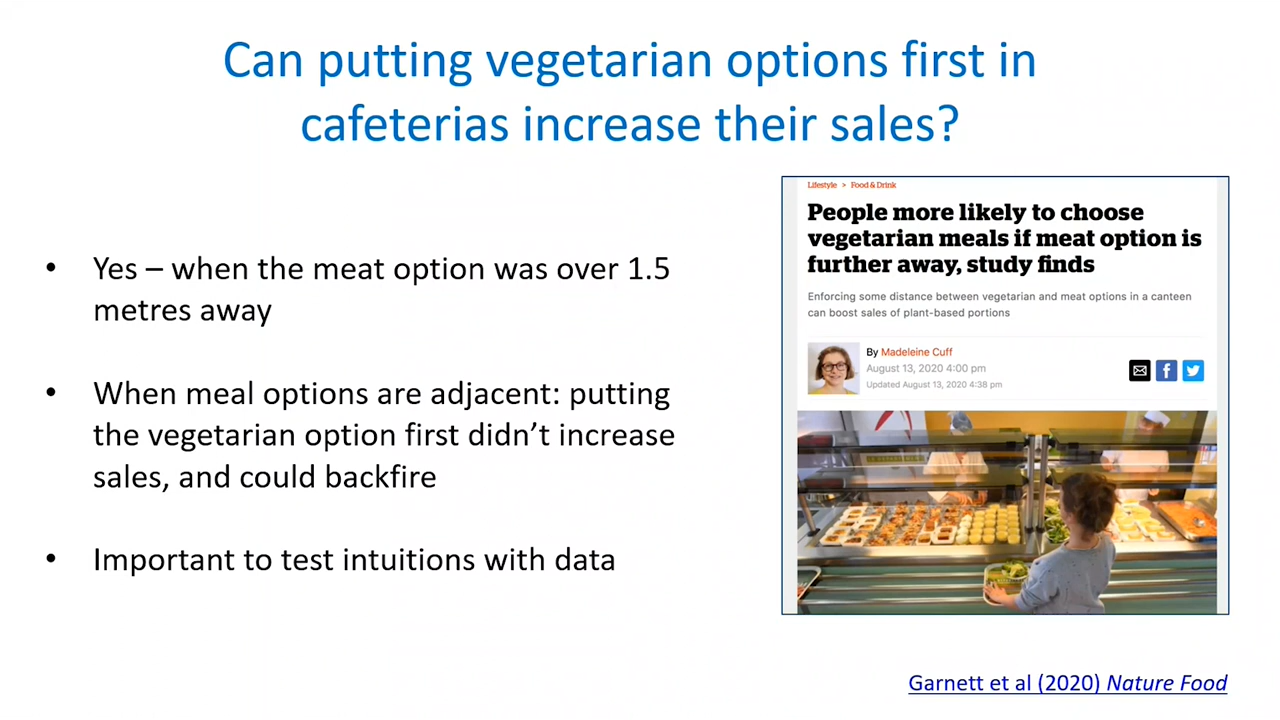 Can putting vegetarian options first in
cafeterias increase their sales?
• Yes – when the meat option was over 1.5
metres away
• When meal options are adjacent: putting
the vegetarian option first didn’t increase
sales, and could backfire
• Important to test intuitions with data
Lifestyle > Food & Drink
People more likely to choose
vegetarian meals if meat option is
further away, study finds
Enforcing some distance between vegetarian and meat options in a canteen
can boost sales of plant-based portions
By Madeleine Cuff
August 13, 2020 4:00 pm
Updated August 13, 2020 4:38 pm
Garnett et al (2020) Nature Food